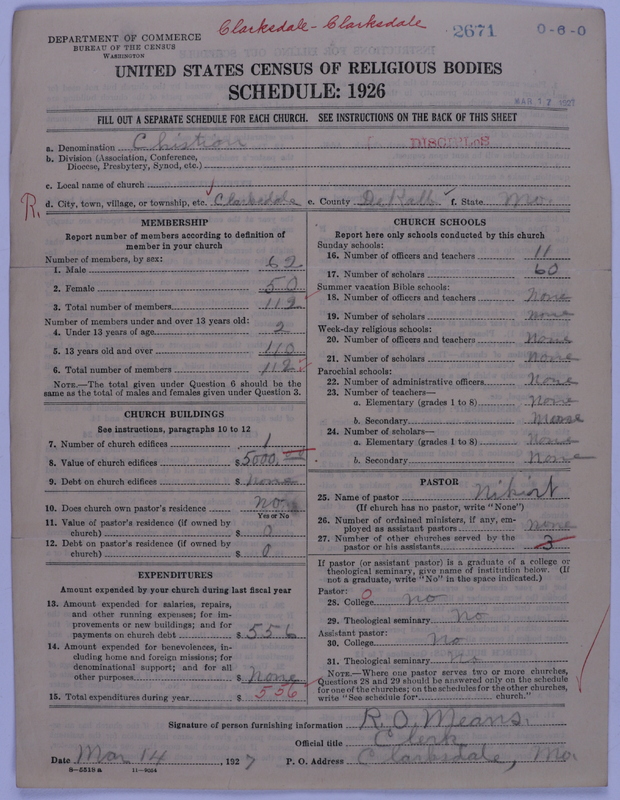 Clarksdale - Clarksdale
2671
0-6-0
DEPARTMENT OF COMMERCE
BUREAU OF THE CENSUS
WASHINGTON
UNITED STATES CENSUS OF RELIGIOUS BODIES
SCHEDULE: 1926
MAR 17 1927
FILL OUT A SEPARATE SCHEDULE FOR EACH CHURCH. SEE INSTRUCTIONS ON THE BACK OF THIS SHEET
a. Denomination Chistian DISCIPLES
b. Division (Association, Conference,
Diocese, Presbytery, Synod, etc.)
c. Local name of church
R. d. City, town, village, or township, etc. Clarksdale e. County DeKalb f. State Mo.
MEMBERSHIP
Report number of members according to definition of
member in your church
Number of members, by sex:
1. Male 62
2. Female 50
3. Total number of members 112
Number of members under and over 13 years old:
4. Under 13 years of age 2
5. 13 years old and over 110
6. Total number of members 112
NOTE.—The total given under Question 6 should be
the same as the total of males and females given under Question 3.
CHURCH BUILDINGS
See instructions, paragraphs 10 to 12
7. Number of church edifices 1
8. Value of church edifices $ 5000.
9. Debt on church edifices $ None
10. Does church own pastor's residence No
Yes or No
11. Value of pastor's residence (if owned by
church) $ 0
12. Debt on pastor's residence (if owned by
church) $ 0
EXPENDITURES
Amount expended by your church during last fiscal year
13. Amount expended for salaries, repairs,
and other running expenses; for im-
provements or new buildings; and for
payments on church debt $ 556
14. Amount expended for benevolences, in-
cluding home and foreign missions; for
denominational support; and for all
other purposes $ None
15. Total expenditures during year $ 556
CHURCH SCHOOLS
Report here only schools conducted by this church
Sunday schools:
16. Number of officers and teachers 11
17. Number of scholars 60
Summer vacation Bible schools:
18. Number of officers and teachers None
19. Number of scholars None
Week-day religious schools:
20. Number of officers and teachers None
21. Number of scholars None
Parochial schools:
22. Number of administrative officers None
23. Number of teachers—
a. Elementary (grades 1 to 8) None
b. Secondary None
24. Number of scholars—
a. Elementary (grades 1 to 8) None
b. Secondary None
PASTOR
25. Name of pastor
(If church has no pastor, write "None")
26. Number of ordained ministers, if any, em-
ployed as assistant pastors None
27. Number of other churches served by the
pastor or his assistants 3
If pastor (or assistant pastor) is a graduate of a college or
theological seminary, give name of institution below. (If
not a graduate, write "No" in the space indicated.)
Pastor: 0
28. College no
29. Theological seminary No
Assistant pastor:
30. College No
31. Theological seminary No
NOTE.—Where one pastor serves two or more churches,
Questions 28 and 29 should be answered only on the schedule
for one of the churches; on the schedules for the other churches,
write "See schedule for church."
Signature of person furnishing information R. O. Means.
Official title Clerk
Date Mar 14, 1927 P. O. Address Clarksdale, Mo.
8-5518 a 11-9034